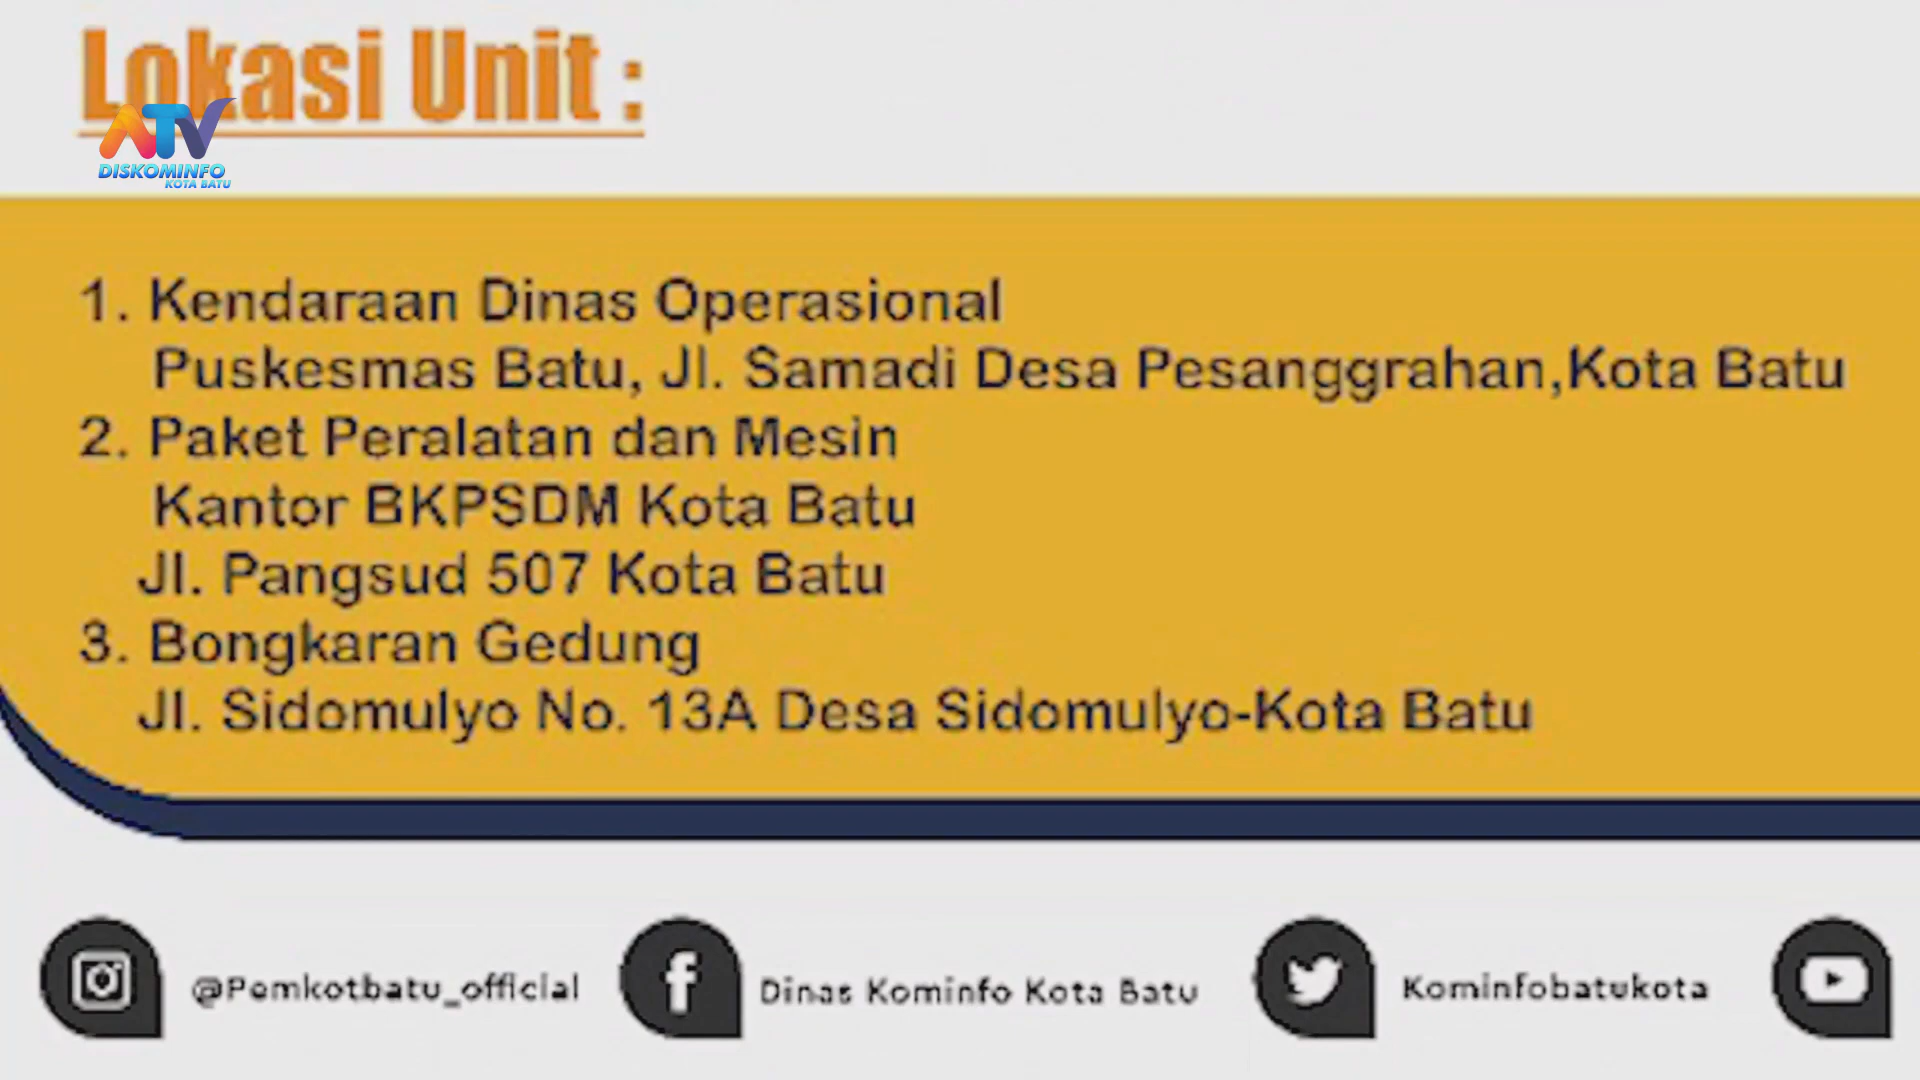 Lokasi Unit :
ATV
DISKOMINFO
KOTA BATU
1. Kendaraan Dinas Operasional
Puskesmas Batu, Jl. Samadi Desa Pesanggrahan,Kota Batu
2. Paket Peralatan dan Mesin
Kantor BKPSDM Kota Batu
Jl. Pangsud 507 Kota Batu
3. Bongkaran Gedung
Jl. Sidomulyo No. 13A Desa Sidomulyo-Kota Batu
@Pemkotbatu_official
Dinas Kominfo Kota Batu
Kominfobatukota